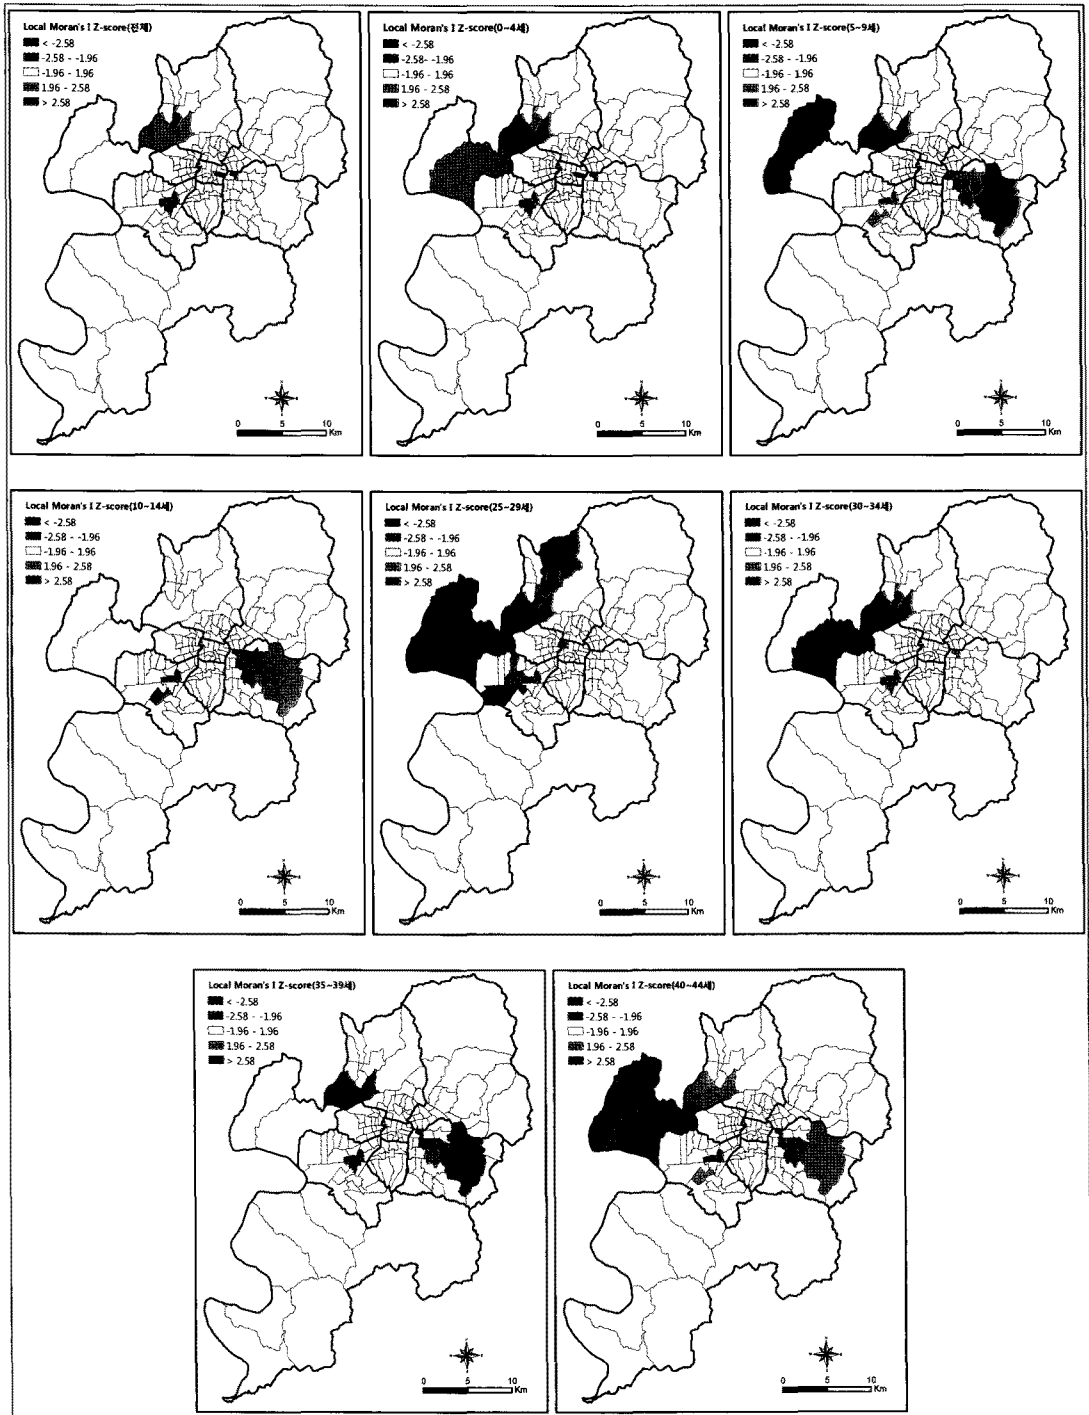 Local Moran's I Z-score(전체)
< -2.58
-2.58 - -1.96
-1.96 - 1.96
1.96 - 2.58
> 2.58
0 5 10
Km
Local Moran's I Z-score(0~4세)
< -2.58
-2.58- -1.96
-1.96 - 1.96
1.96 - 2.58
> 2.58
0 5 10
Km
Local Moran's I Z-score(5~9세)
< -2.58
-2.58 - -1.96
-1.96 - 1.96
1.96 - 2.58
> 2.58
0 5 10
Km
Local Moran's I Z-score(10~14세)
< -2.58
-2.58 - -1.96
-1.96 - 1.96
1.96 - 2.58
> 2.58
0 5 10
Km
Local Moran's I Z-score(25~29세)
< -2.58
-2.58 - -1.96
-1.96 - 1.96
1.96 - 2.58
> 2.58
0 5 10
Km
Local Moran's I Z-score(30~34세)
< -2.58
-2.58 - -1.96
-1.96 - 1.96
1.96 - 2.58
> 2.58
0 5 10
Km
Local Moran's I Z-score(35~39세)
< -2.58
-2.58 - -1.96
-1.96 - 1.96
1.96 - 2.58
> 2.58
0 5 10
Km
Local Moran's I Z-score(40~44세)
< -2.58
-2.58 - -1.96
-1.96 - 1.96
1.96 - 2.58
> 2.58
0 5 10
Km